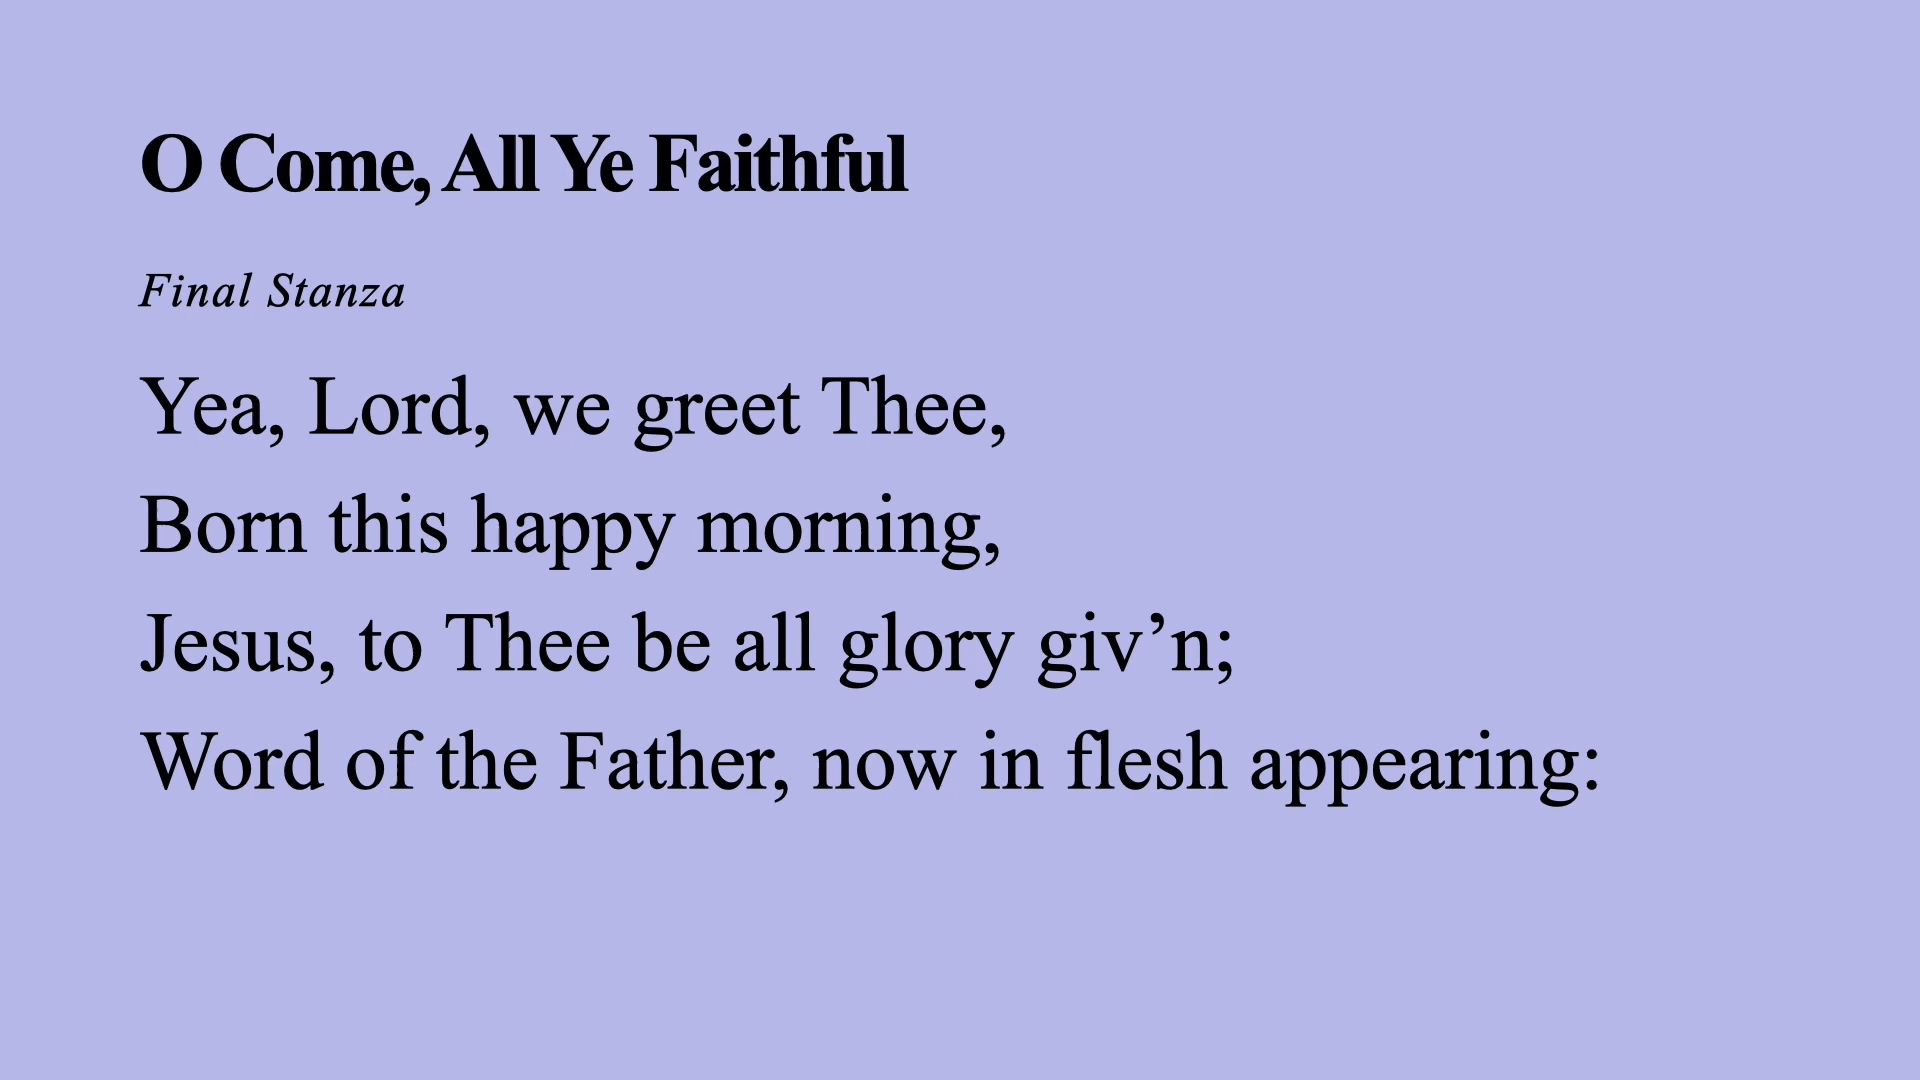 O Come, All Ye Faithful
Final Stanza
Yea, Lord, we greet Thee,
Born this happy morning,
Jesus, to Thee be all glory giv’n;
Word of the Father, now in flesh appearing: